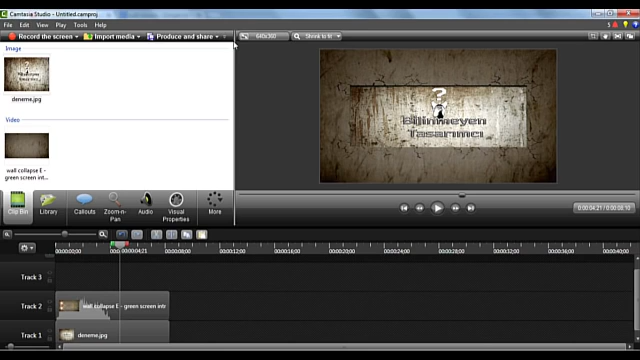 Camtasia Studio - Untitled.camproj
File Edit View Play Tools Help
5
Record the screen Import media Produce and share
640x360 Shrink to fit
Image
deneme.jpg
Video
wall collapse E -
green screen int...
Bilinmeyen
Tasarımcı
Clip Bin Library Callouts Zoom-n-Pan Audio Visual Properties More
0:00:04;21 / 0:00:08;10
00:00:00;00 0:00:04;21 00:00:09;00 00:00:12;00 00:00:16;00 00:00:20;00 00:00:24;00 00:00:28;00 00:00:32;00 00:00:36;00 00:00:40;00
Track 3
Track 2 wall collapse E - green screen intr
Track 1 deneme.jpg